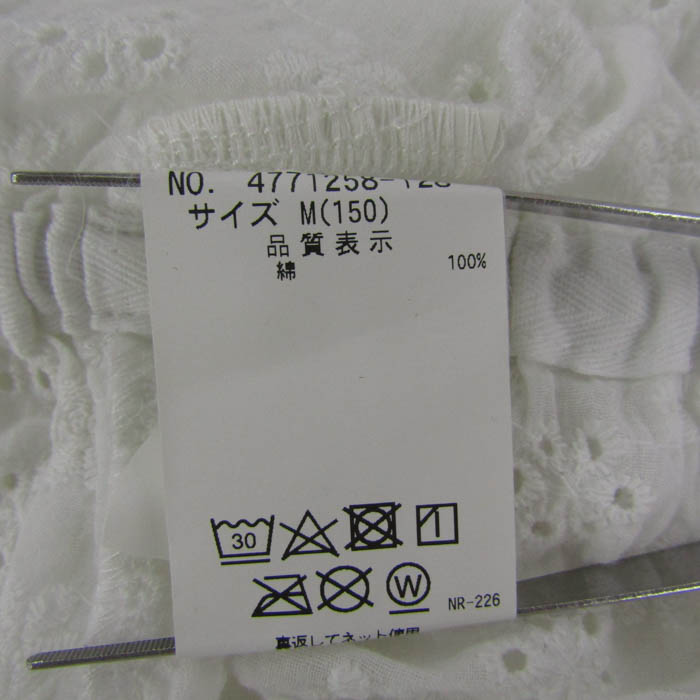 NO. 4771258-128
サイズ M(150)
品質表示
綿 100%
30
W
NR-226
裏返してネット使用